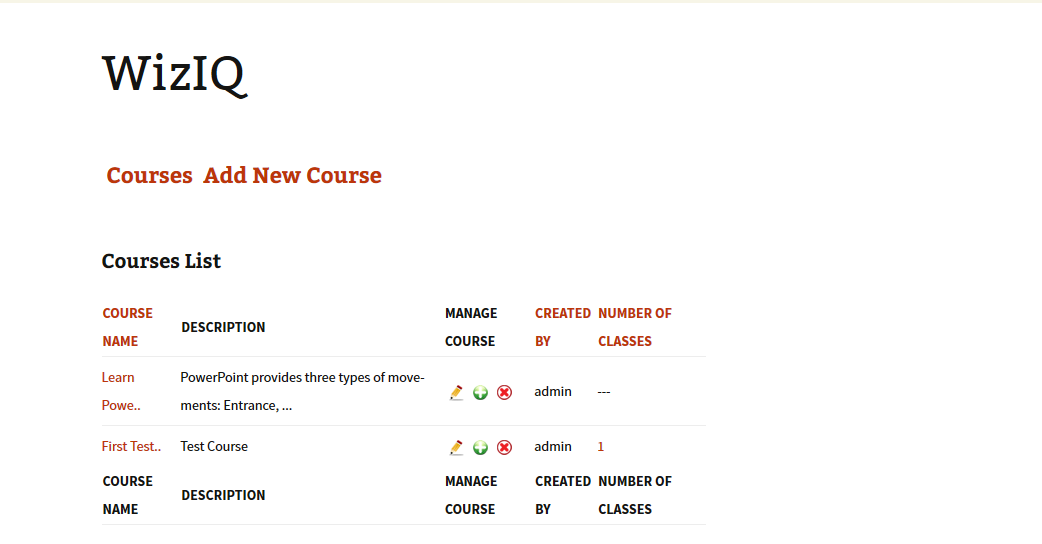 WizIQ
Courses Add New Course
Courses List
COURSE NAME DESCRIPTION MANAGE COURSE CREATED BY NUMBER OF CLASSES
Learn Powe.. PowerPoint provides three types of move-
ments: Entrance, ... admin ---
First Test.. Test Course admin 1
COURSE NAME DESCRIPTION MANAGE COURSE CREATED BY NUMBER OF CLASSES